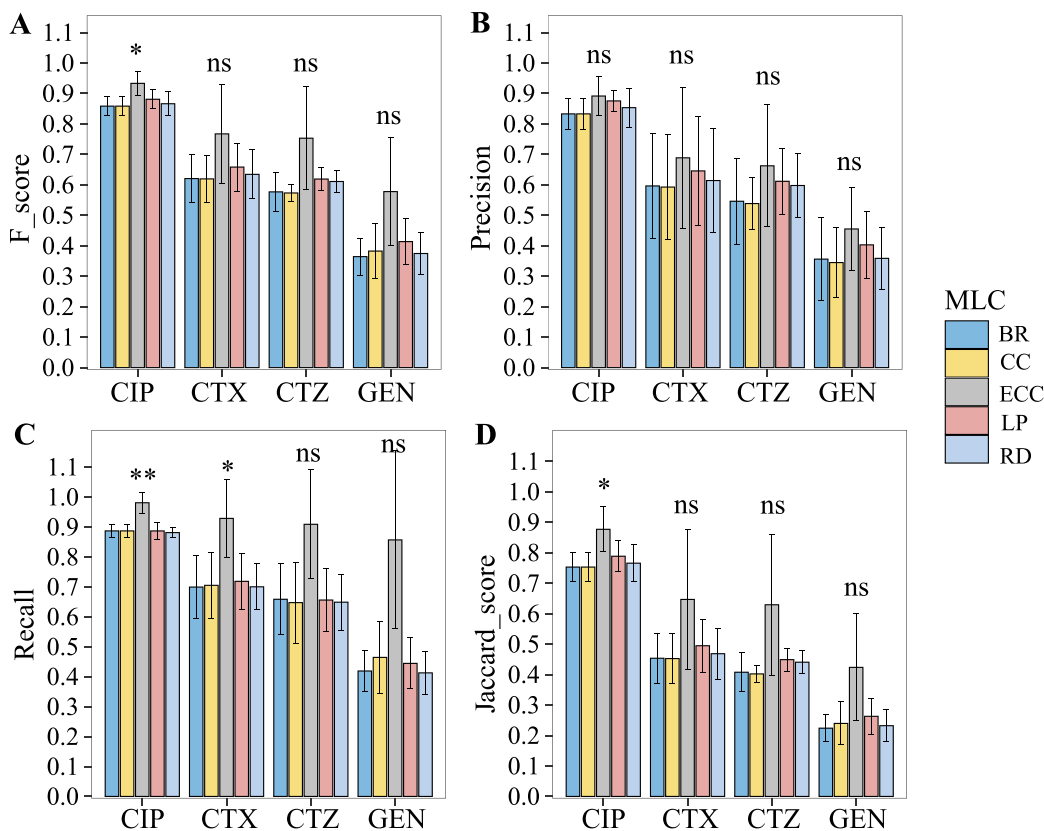 A
1.1
1.0
0.9
0.8
0.7
0.6
0.5
0.4
0.3
0.2
0.1
0.0
F_score
* ns ns ns
CIP CTX CTZ GEN
B
1.1
1.0
0.9
0.8
0.7
0.6
0.5
0.4
0.3
0.2
0.1
0.0
Precision
ns ns ns ns
CIP CTX CTZ GEN
MLC
BR
CC
ECC
LP
RD
C
1.1
1.0
0.9
0.8
0.7
0.6
0.5
0.4
0.3
0.2
0.1
0.0
Recall
** * ns ns
CIP CTX CTZ GEN
D
1.1
1.0
0.9
0.8
0.7
0.6
0.5
0.4
0.3
0.2
0.1
0.0
Jaccard_score
* ns ns ns
CIP CTX CTZ GEN